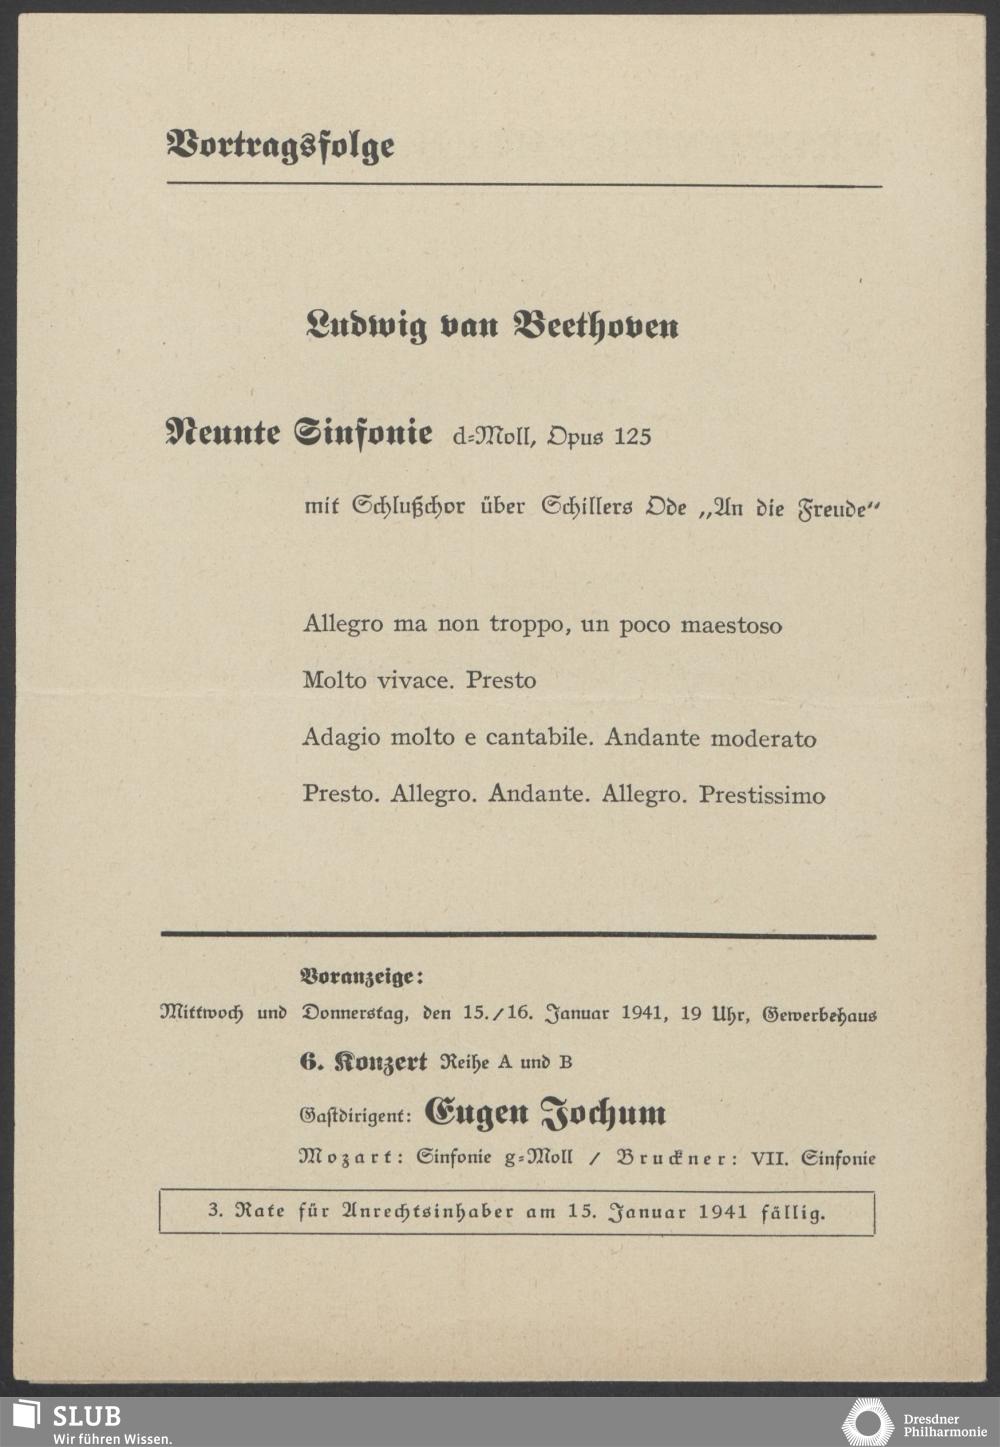 Vortragsfolge
Ludwig van Beethoven
Neunte Sinfonie d=Moll, Opus 125
mit Schlußchor über Schillers Ode „An die Freude“
Allegro ma non troppo, un poco maestoso
Molto vivace. Presto
Adagio molto e cantabile. Andante moderato
Presto. Allegro. Andante. Allegro. Prestissimo
Voranzeige:
Mittwoch und Donnerstag, den 15./16. Januar 1941, 19 Uhr, Gewerbehaus
6. Konzert Reihe A und B
Gastdirigent: Eugen Jochum
Mozart: Sinfonie g=Moll / Bruckner: VII. Sinfonie
3. Rate für Anrechtsinhaber am 15. Januar 1941 fällig.
SLUB
Wir führen Wissen.
Dresdner
Philharmonie